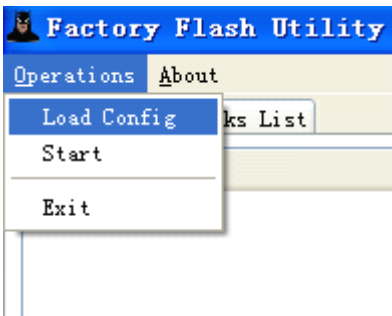 Factory Flash Utility
Operations About
Load Config
ks List
Start
Exit